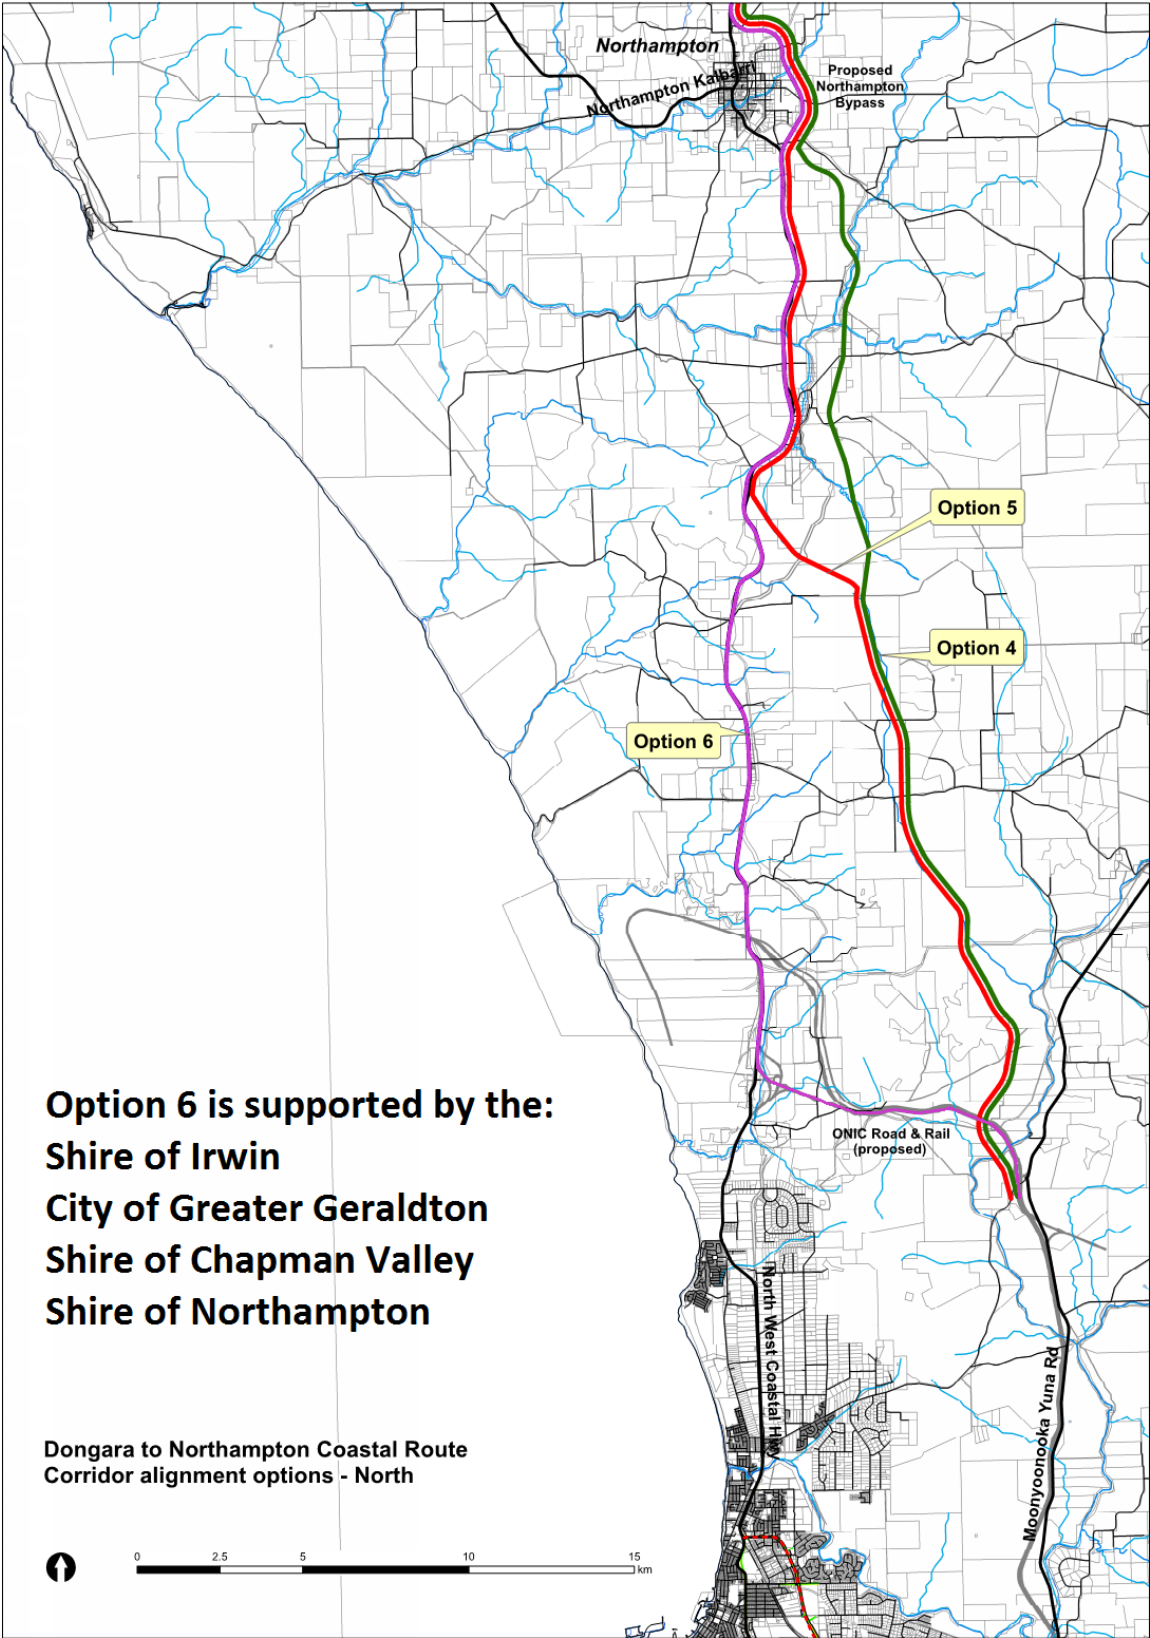 Northampton
Northampton Kalbarri
Proposed
Northampton
Bypass
Option 5
Option 4
Option 6
ONIC Road & Rail
(proposed)
Option 6 is supported by the:
Shire of Irwin
City of Greater Geraldton
Shire of Chapman Valley
Shire of Northampton
North West Coastal Hwy
Moonyoonooka Yuna Rd
Dongara to Northampton Coastal Route
Corridor alignment options - North
0 2.5 5 10 15
km